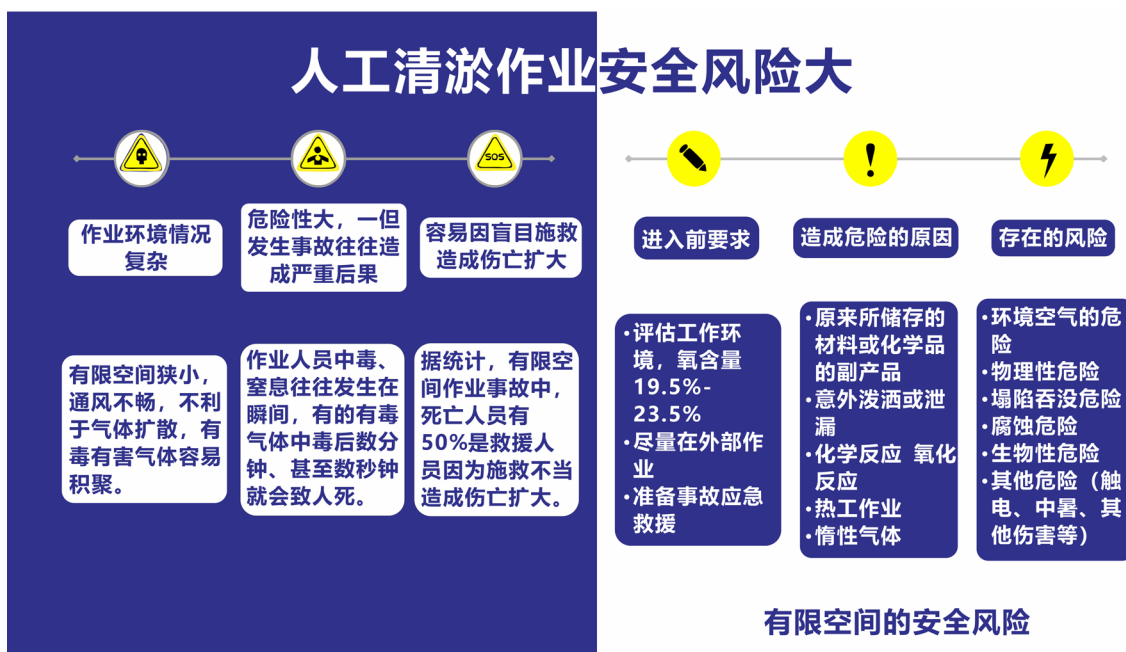 人工清淤作业安全风险大
SOS
作业环境情况
复杂
危险性大，一但
发生事故往往造
成严重后果
容易因盲目施救
造成伤亡扩大
有限空间狭小，
通风不畅，不利
于气体扩散，有
毒有害气体容易
积聚。
作业人员中毒、
窒息往往发生在
瞬间，有的有毒
气体中毒后数分
钟、甚至数秒钟
就会致人死。
据统计，有限空
间作业事故中，
死亡人员有
50%是救援人
员因为施救不当
造成伤亡扩大。
进入前要求
造成危险的原因
存在的风险
•评估工作环
境，氧含量
19.5%-
23.5%
•尽量在外部作
业
•准备事故应急
救援
•原来所储存的
材料或化学品
的副产品
•意外泼洒或泄
漏
•化学反应 氧化
反应
•热工作业
•惰性气体
•环境空气的危
险
•物理性危险
•塌陷吞没危险
•腐蚀危险
•生物性危险
•其他危险（触
电、中暑、其
他伤害等）
有限空间的安全风险